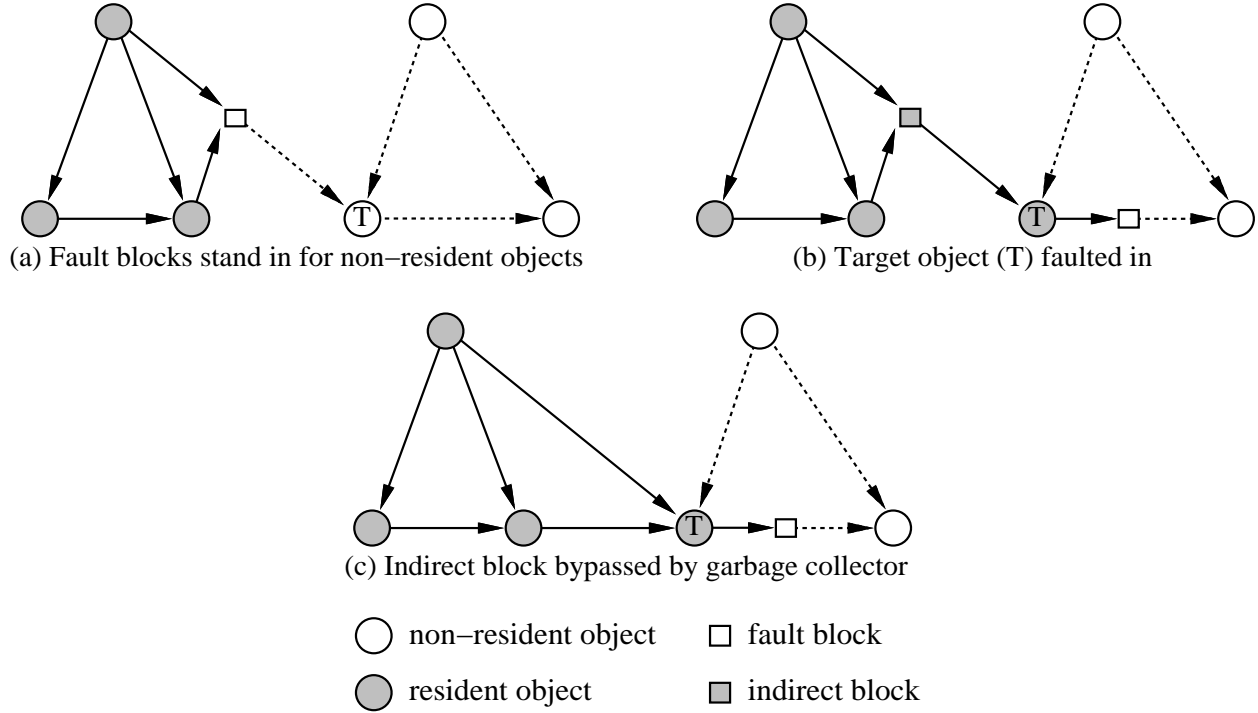 T
(a) Fault blocks stand in for non−resident objects
T
(b) Target object (T) faulted in
T
(c) Indirect block bypassed by garbage collector
non−resident object
fault block
resident object
indirect block